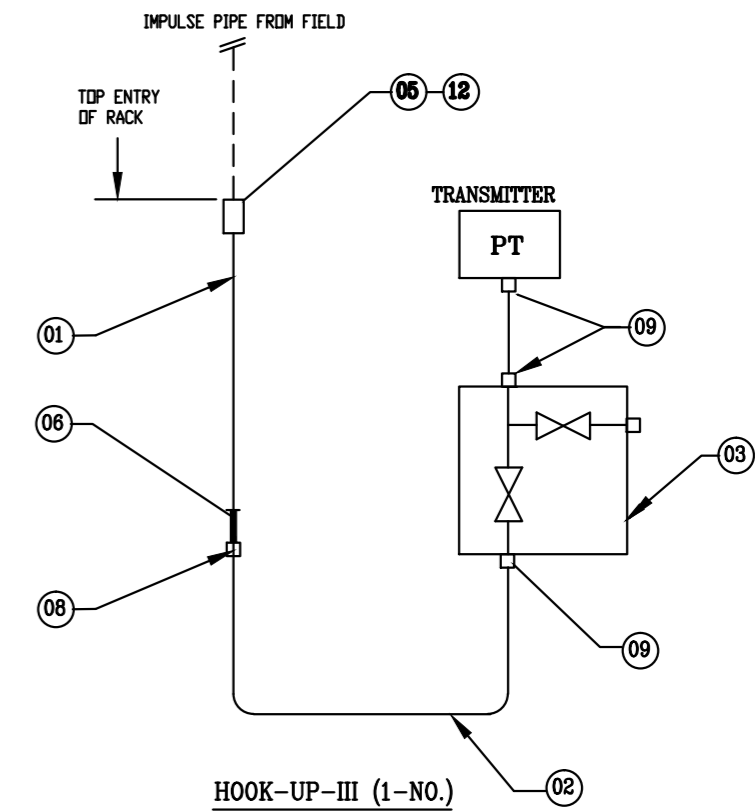 IMPULSE PIPE FROM FIELD
TOP ENTRY
OF RACK
05
12
TRANSMITTER
PT
01
09
06
03
08
09
02
HOOK-UP-III (1-NO.)